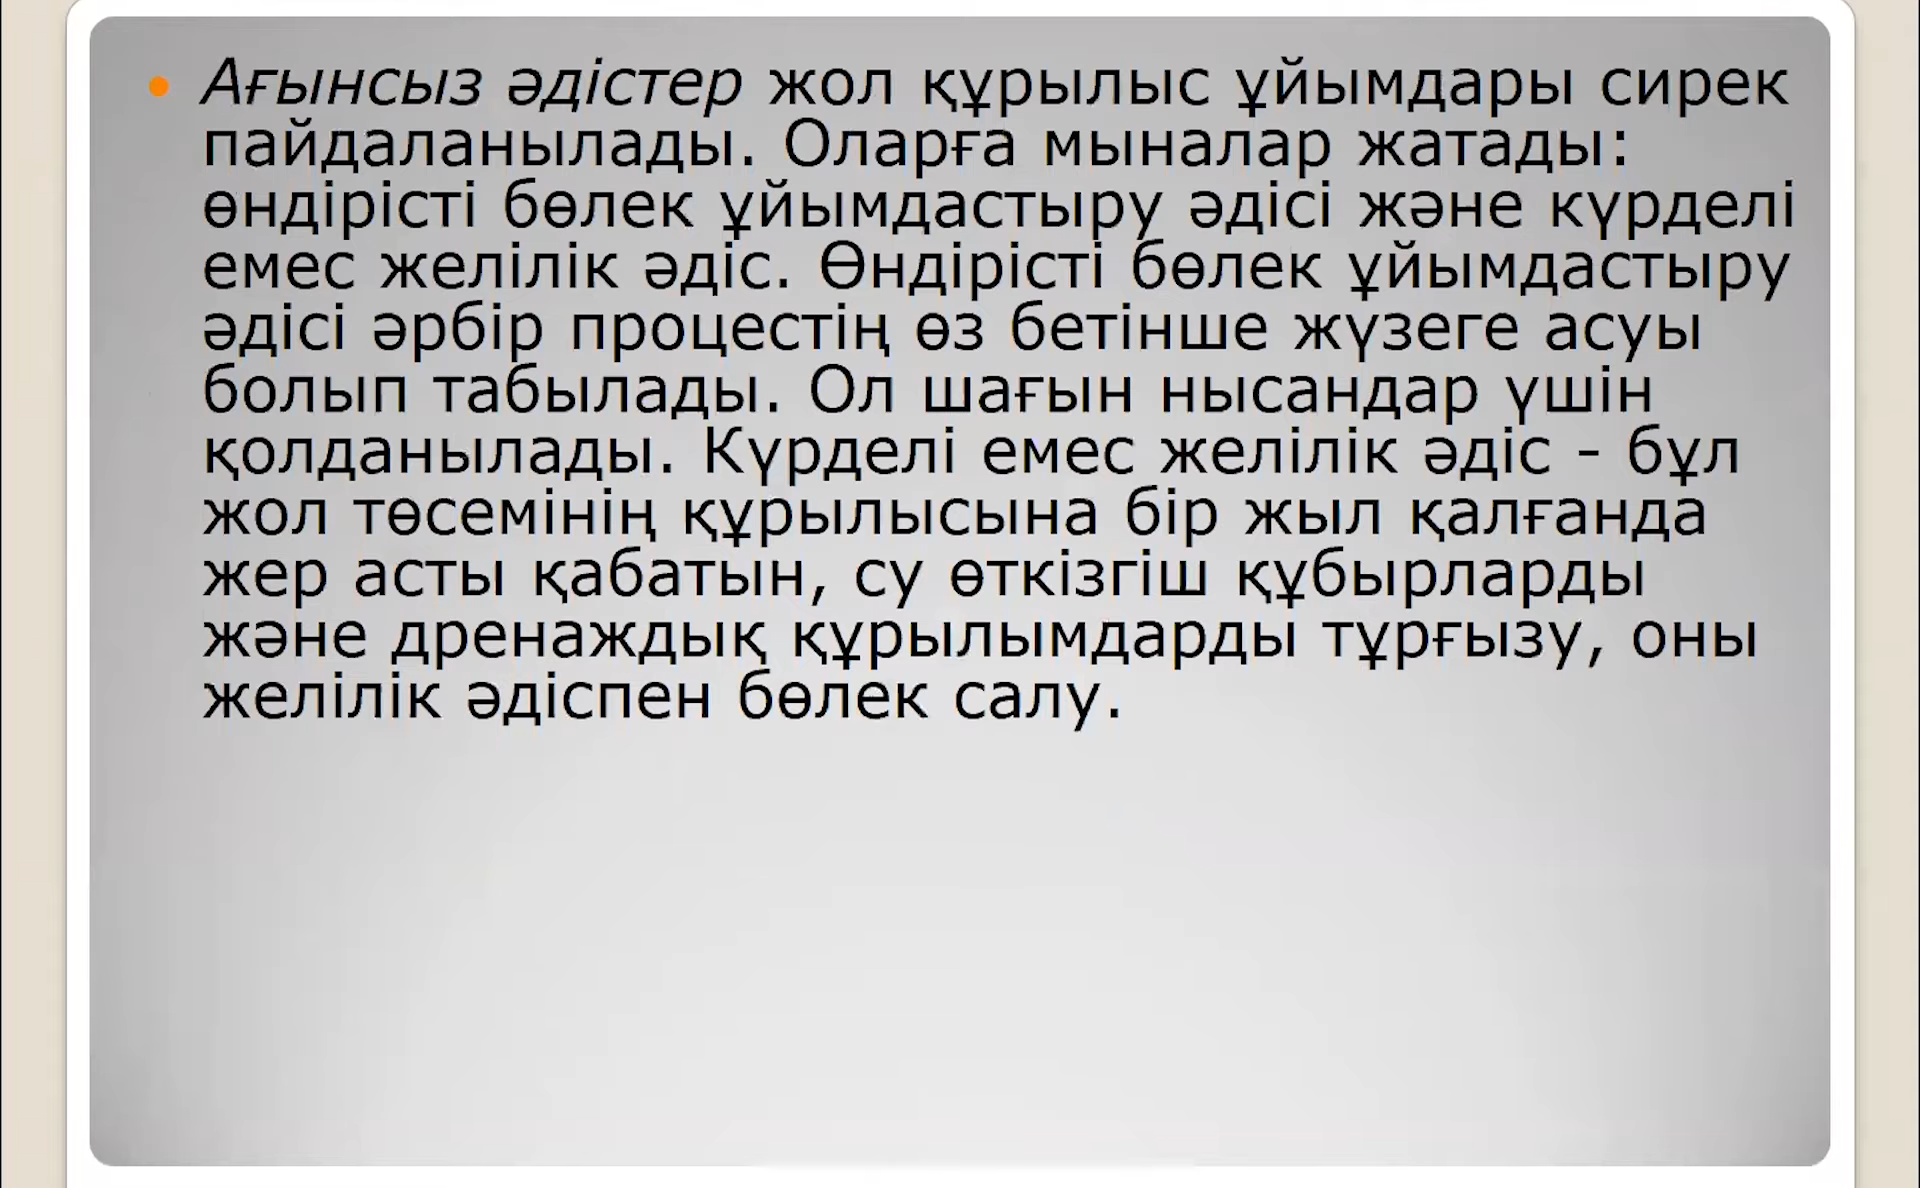 Ағынсыз әдістер жол құрылыс ұйымдары сирек
пайдаланылады. Оларға мыналар жатады:
өндірісті бөлек ұйымдастыру әдісі және күрделі
емес желілік әдіс. Өндірісті бөлек ұйымдастыру
әдісі әрбір процестің өз бетінше жүзеге асуы
болып табылады. Ол шағын нысандар үшін
қолданылады. Күрделі емес желілік әдіс - бұл
жол төсемінің құрылысына бір жыл қалғанда
жер асты қабатын, су өткізгіш құбырларды
және дренаждық құрылымдарды тұрғызу, оны
желілік әдіспен бөлек салу.